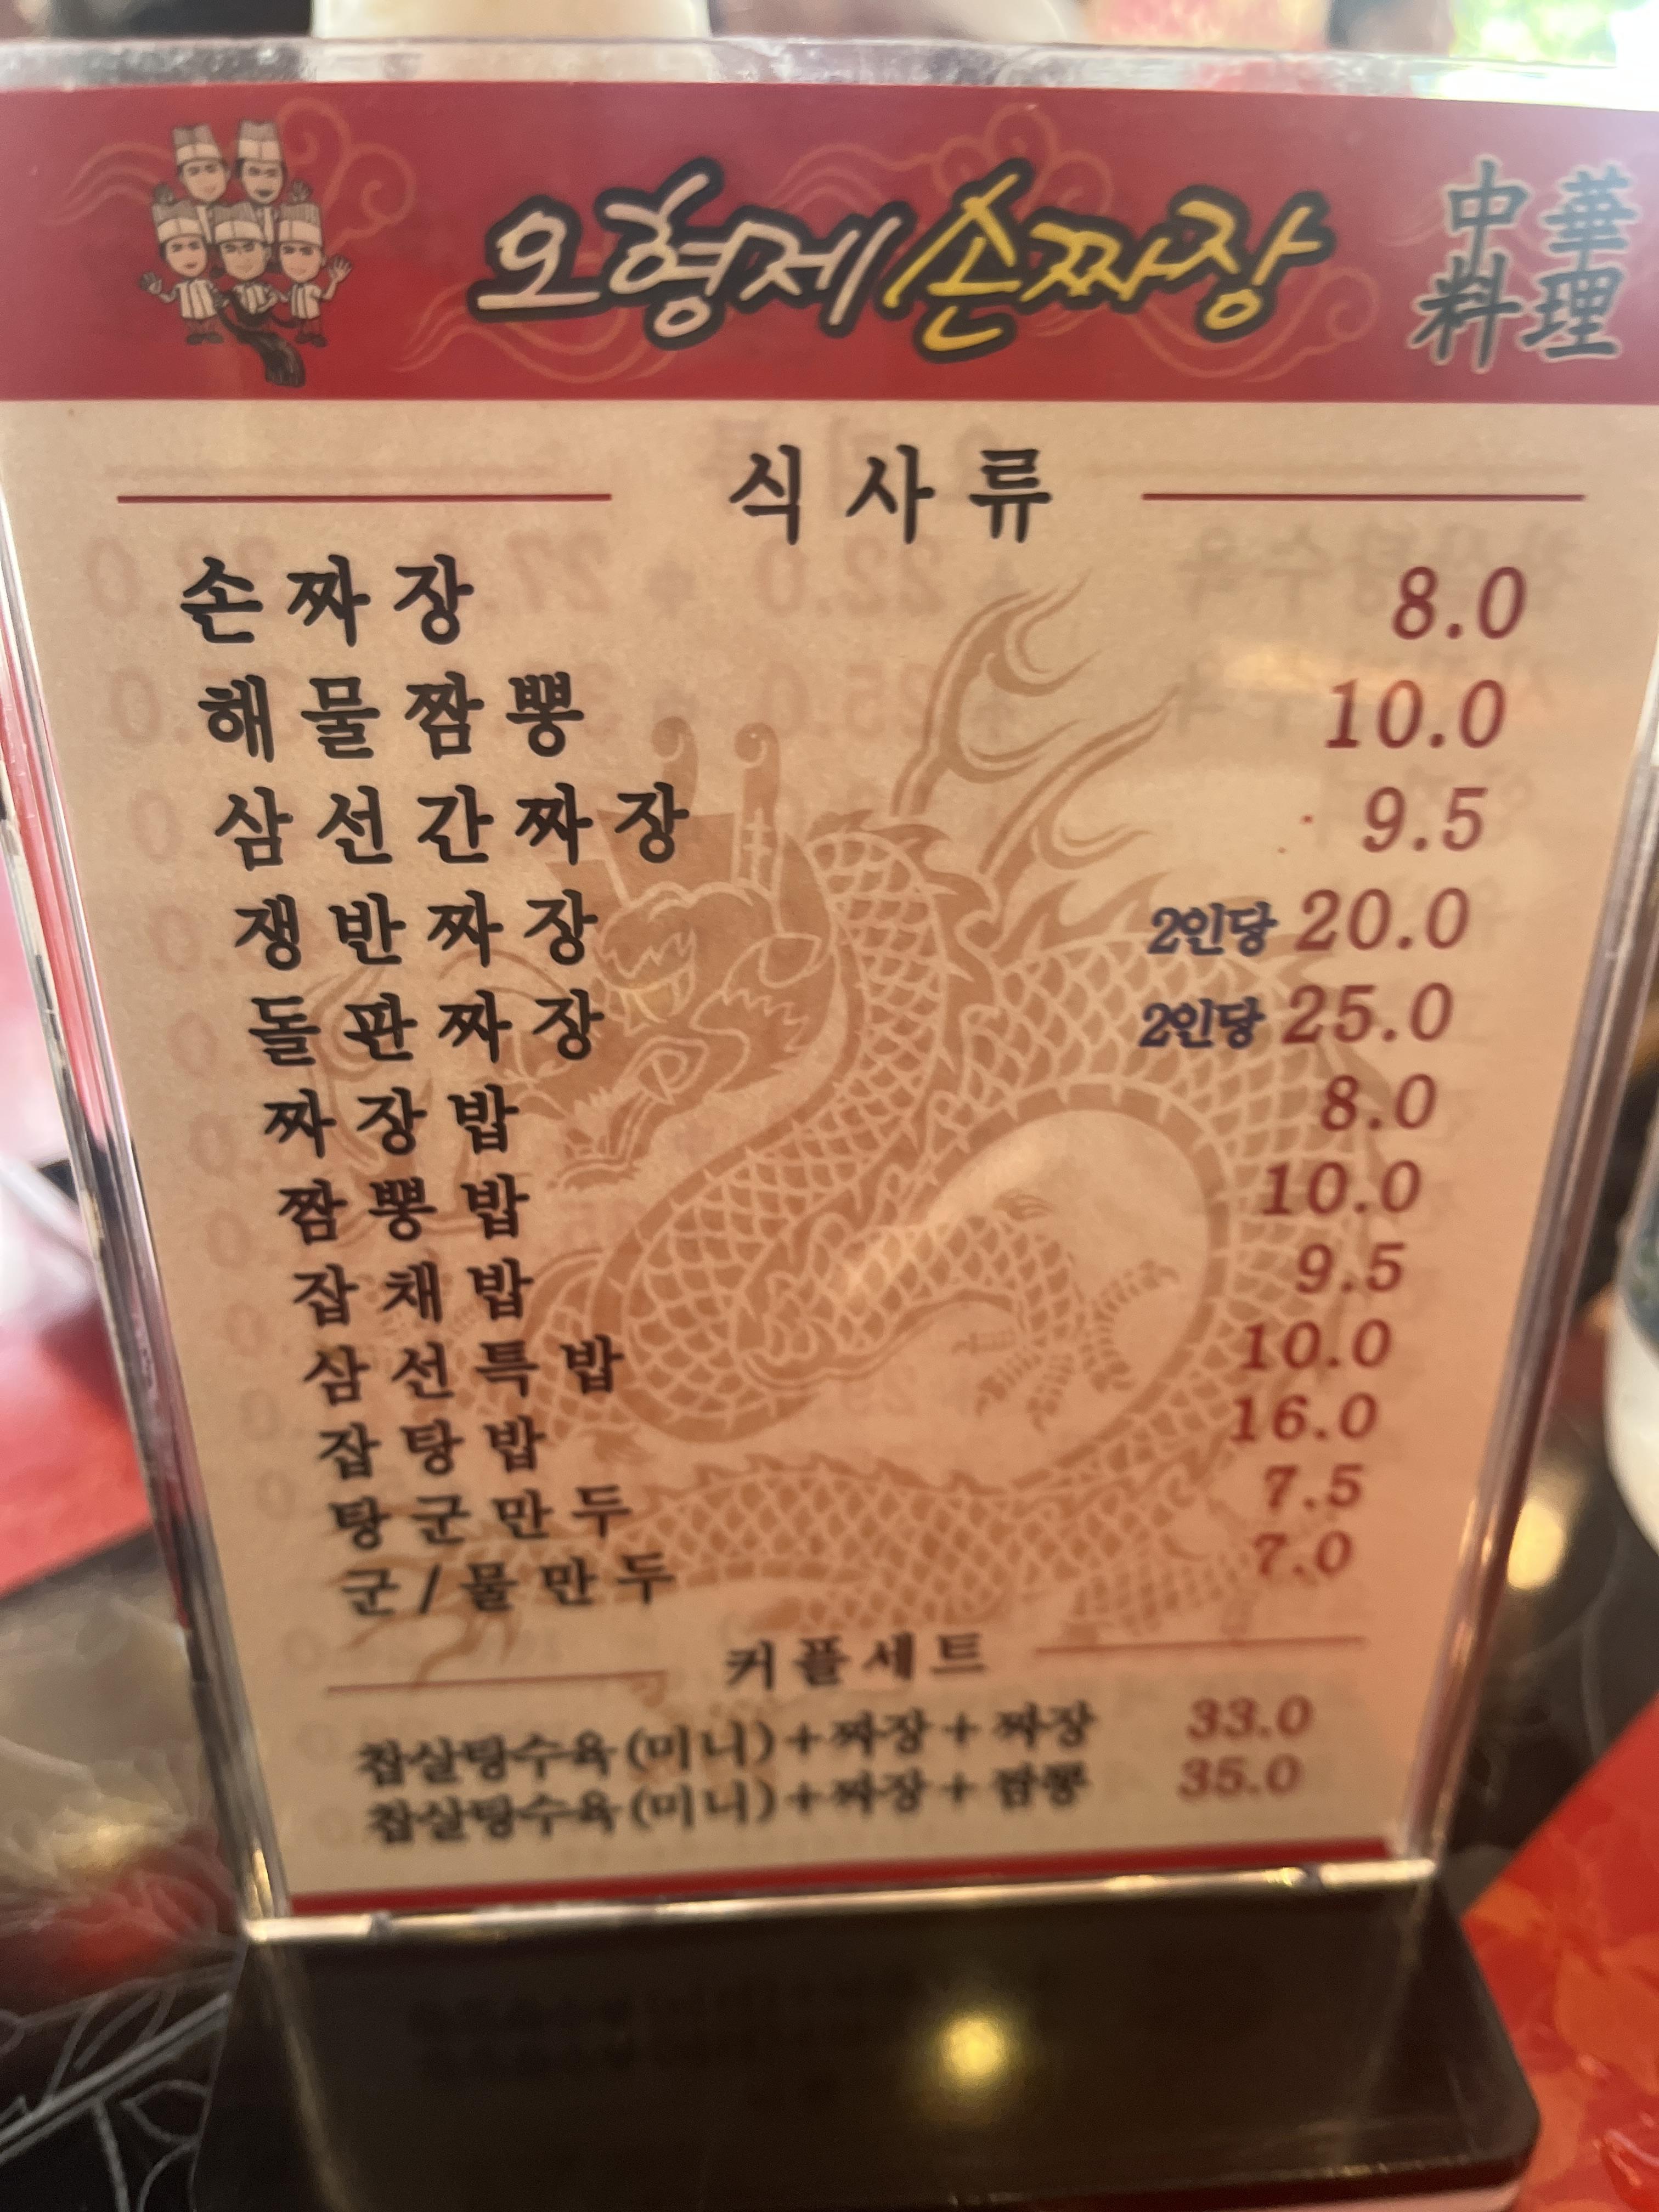 오형제손짜장
中華
料理
식사류
손짜장 8.0
해물짬뽕 10.0
삼선간짜장 9.5
쟁반짜장 2인당 20.0
돌판짜장 2인당 25.0
짜장밥 8.0
짬뽕밥 10.0
잡채밥 9.5
삼선특밥 10.0
잡탕밥 16.0
탕군만두 7.5
군/물만두 7.0
커플세트
찹살탕수육(미니)+짜장+짜장 33.0
찹살탕수육(미니)+짜장+짬뽕 35.0